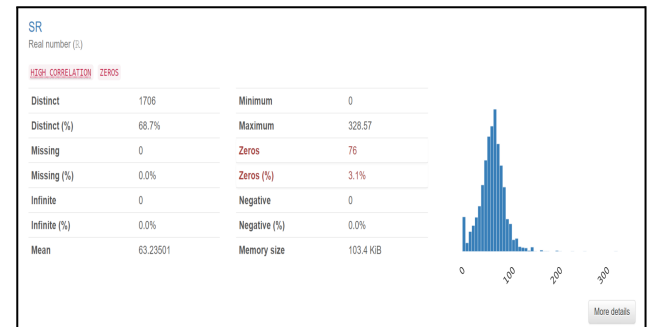 SR
Real number (ℝ)
HIGH CORRELATION ZEROS
Distinct 1706
Distinct (%) 68.7%
Missing 0
Missing (%) 0.0%
Infinite 0
Infinite (%) 0.0%
Mean 63.23501
Minimum 0
Maximum 328.57
Zeros 76
Zeros (%) 3.1%
Negative 0
Negative (%) 0.0%
Memory size 103.4 KiB
0 100 200 300
More details